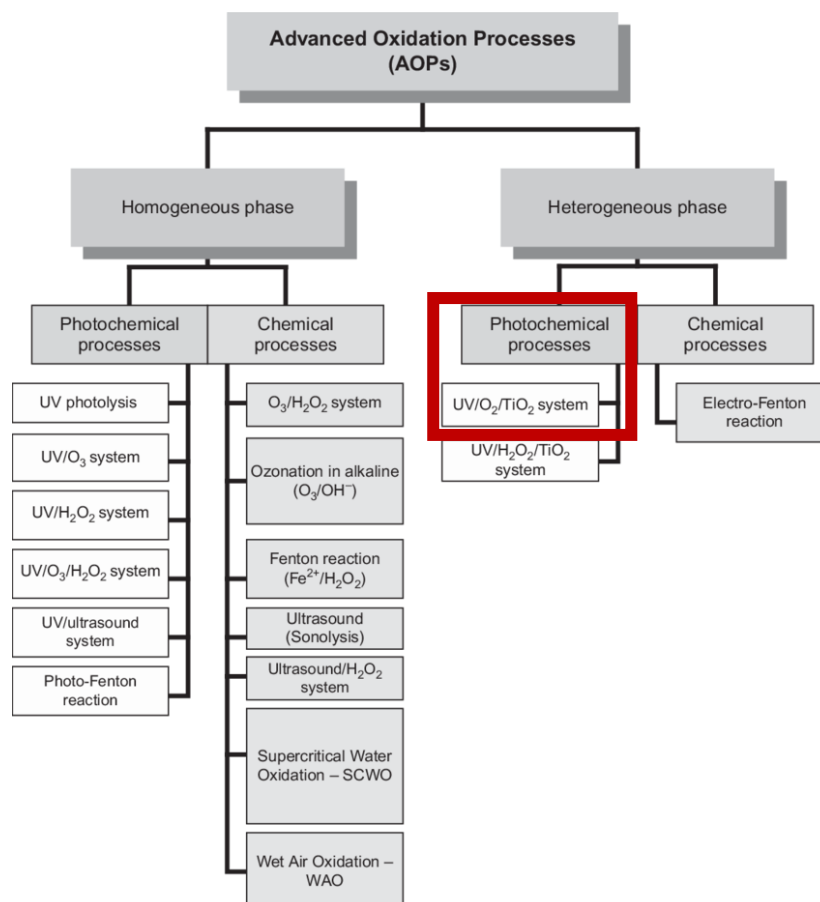 Advanced Oxidation Processes
(AOPs)
Homogeneous phase
Heterogeneous phase
Photochemical
processes
Chemical
processes
Photochemical
processes
Chemical
processes
UV photolysis
UV/O₃ system
UV/H₂O₂ system
UV/O₃/H₂O₂ system
UV/ultrasound
system
Photo-Fenton
reaction
O₃/H₂O₂ system
Ozonation in alkaline
(O₃/OH⁻)
Fenton reaction
(Fe²⁺/H₂O₂)
Ultrasound
(Sonolysis)
Ultrasound/H₂O₂
system
Supercritical Water
Oxidation – SCWO
Wet Air Oxidation –
WAO
UV/O₂/TiO₂ system
UV/H₂O₂/TiO₂
system
Electro-Fenton
reaction